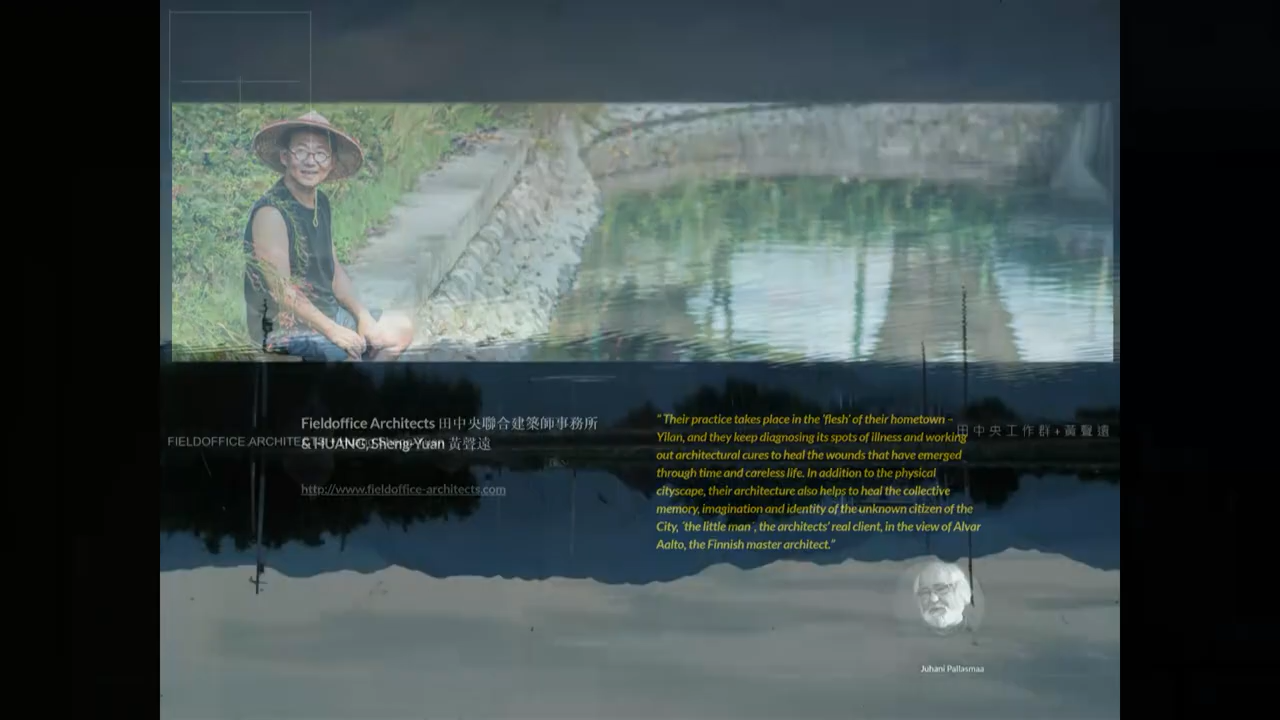 Fieldoffice Architects 田中央聯合建築師事務所
& HUANG, Sheng-Yuan 黃聲遠
FIELDOFFICE ARCHITE
田中央工作群+黃聲遠
http://www.fieldoffice-architects.com
"Their practice takes place in the 'flesh' of their hometown –
Yilan, and they keep diagnosing its spots of illness and working
out architectural cures to heal the wounds that have emerged
through time and careless life. In addition to the physical
cityscape, their architecture also helps to heal the collective
memory, imagination and identity of the unknown citizen of the
City, 'the little man', the architects' real client, in the view of Alvar
Aalto, the Finnish master architect."
Juhani Pallasmaa